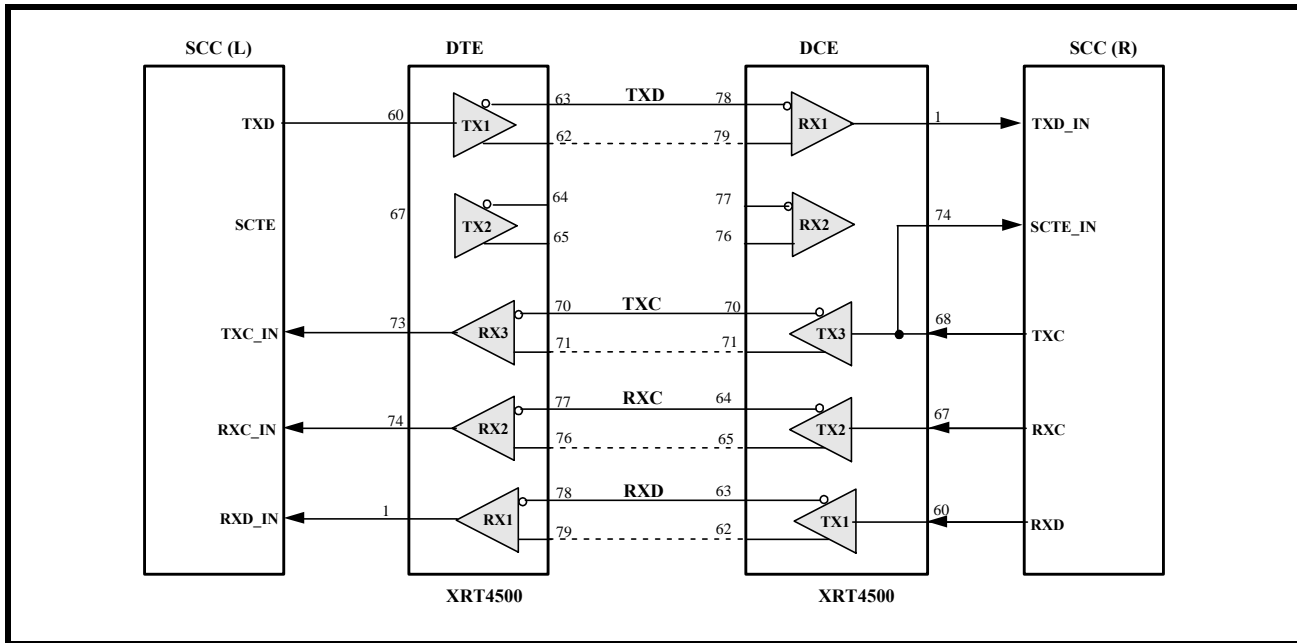 SCC (L) DTE DCE SCC (R)
63 TXD 78
TXD 60 TX1 RX1 1 TXD_IN
62 79
64 77 74
SCTE 67 TX2 RX2 SCTE_IN
65 76
70 TXC 70
TXC_IN 73 RX3 TX3 68 TXC
71 71
77 RXC 64
RXC_IN 74 RX2 TX2 67 RXC
76 65
78 RXD 63
RXD_IN 1 RX1 TX1 60 RXD
79 62
XRT4500 XRT4500